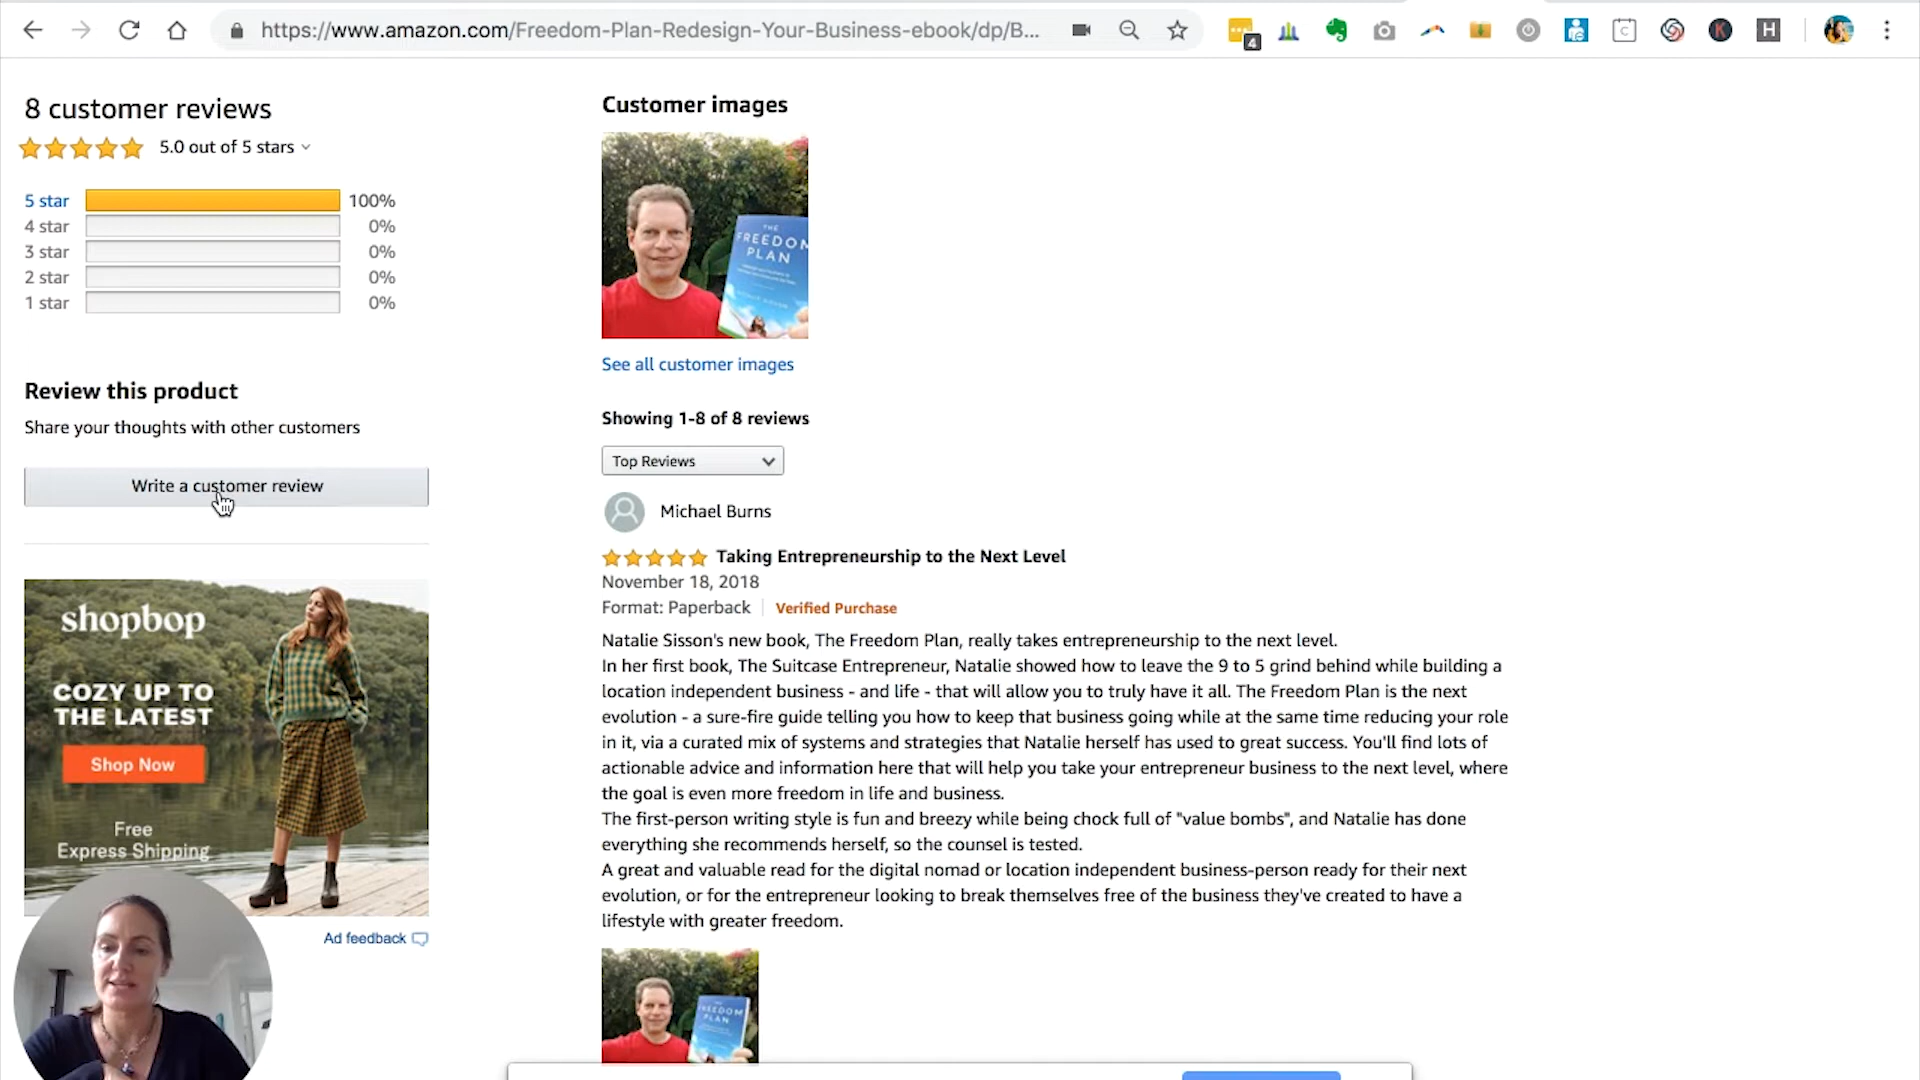 https://www.amazon.com/Freedom-Plan-Redesign-Your-Business-ebook/dp/B...
4
C
K
H
8 customer reviews
5.0 out of 5 stars
5 star 100%
4 star 0%
3 star 0%
2 star 0%
1 star 0%
Review this product
Share your thoughts with other customers
Write a customer review
shopbop
COZY UP TO
THE LATEST
Shop Now
Free
Express Shipping
Ad feedback
Customer images
THE
FREEDOM
PLAN
See all customer images
Showing 1-8 of 8 reviews
Top Reviews
Michael Burns
Taking Entrepreneurship to the Next Level
November 18, 2018
Format: Paperback Verified Purchase
Natalie Sisson's new book, The Freedom Plan, really takes entrepreneurship to the next level.
In her first book, The Suitcase Entrepreneur, Natalie showed how to leave the 9 to 5 grind behind while building a
location independent business - and life - that will allow you to truly have it all. The Freedom Plan is the next
evolution - a sure-fire guide telling you how to keep that business going while at the same time reducing your role
in it, via a curated mix of systems and strategies that Natalie herself has used to great success. You'll find lots of
actionable advice and information here that will help you take your entrepreneur business to the next level, where
the goal is even more freedom in life and business.
The first-person writing style is fun and breezy while being chock full of "value bombs", and Natalie has done
everything she recommends herself, so the counsel is tested.
A great and valuable read for the digital nomad or location independent business-person ready for their next
evolution, or for the entrepreneur looking to break themselves free of the business they've created to have a
lifestyle with greater freedom.
FREEDOM
PLAN